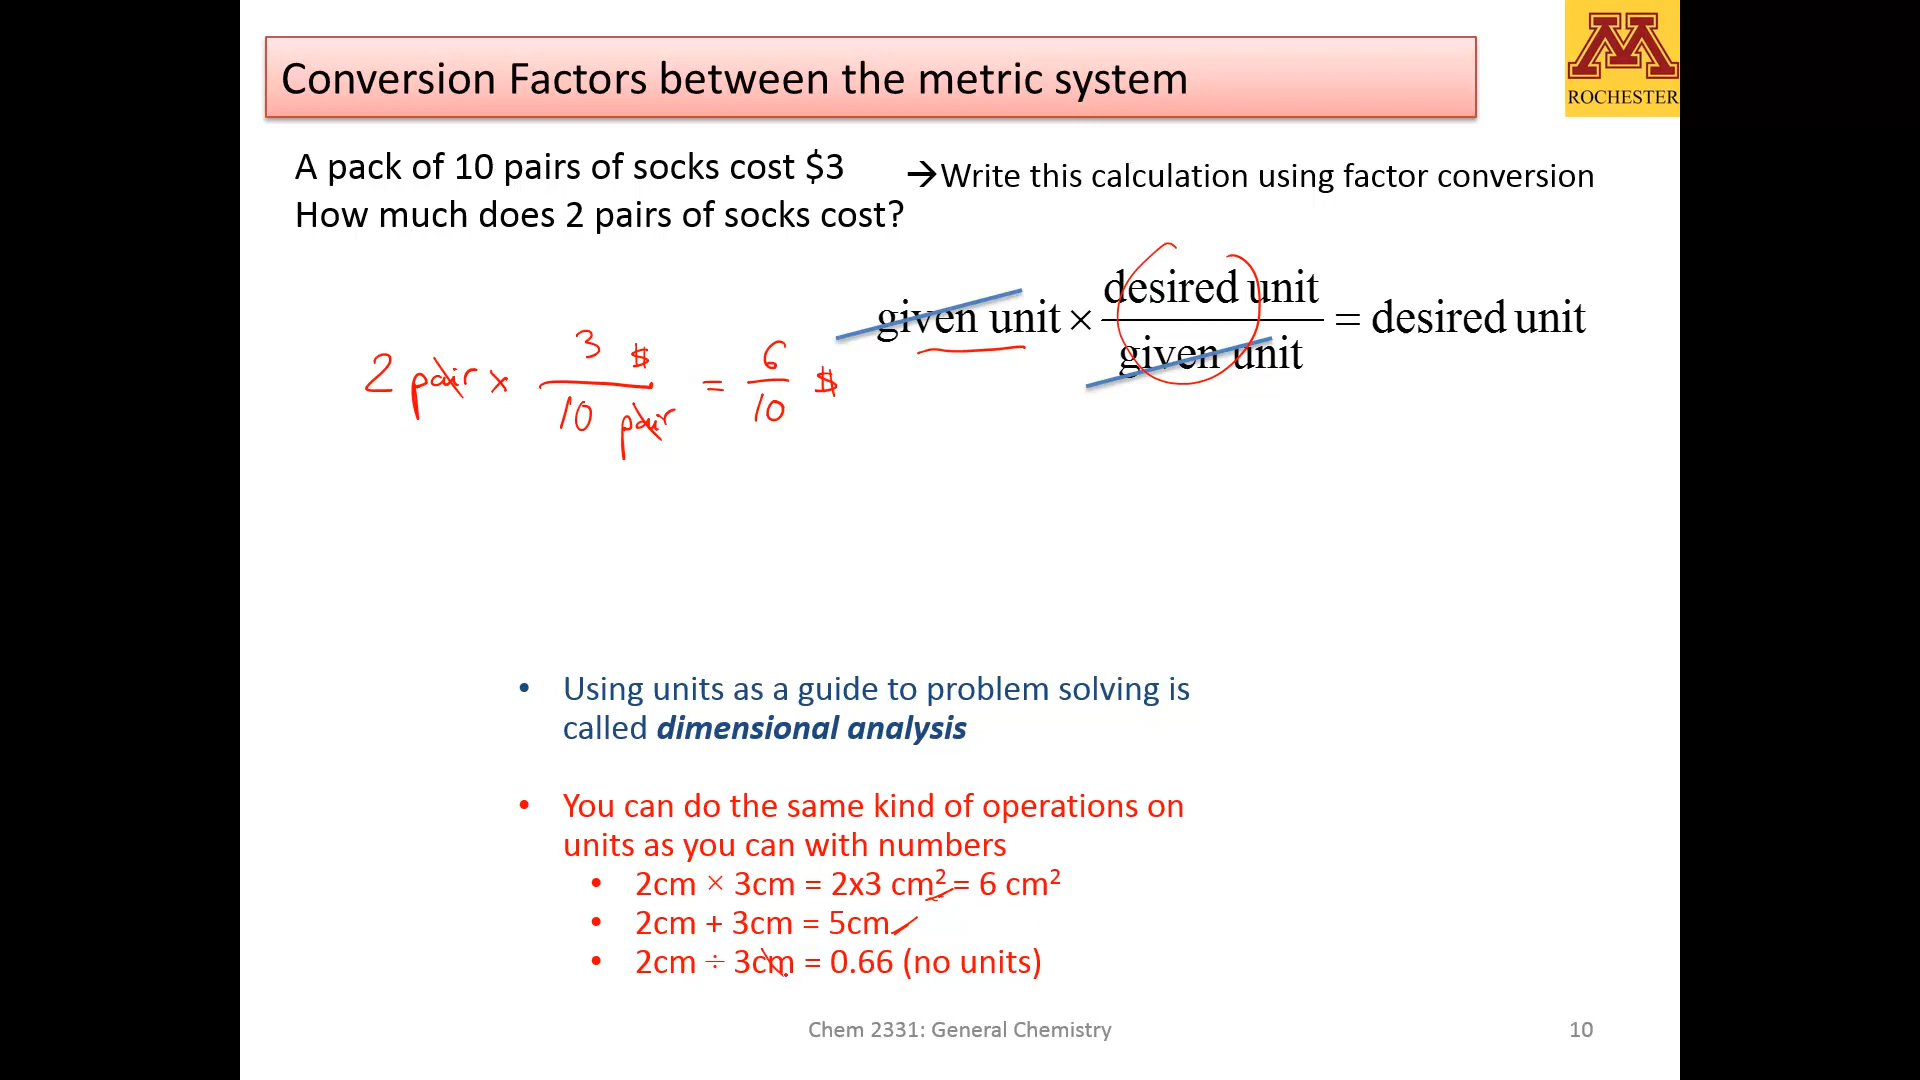 Conversion Factors between the metric system
M
ROCHESTER
A pack of 10 pairs of socks cost $3
How much does 2 pairs of socks cost?
→Write this calculation using factor conversion
given unit × desired unit / given unit = desired unit
2 pair × 3 $ / 10 pair = 6 / 10 $
• Using units as a guide to problem solving is
called dimensional analysis
• You can do the same kind of operations on
units as you can with numbers
• 2cm × 3cm = 2x3 cm² = 6 cm²
• 2cm + 3cm = 5cm
• 2cm ÷ 3cm = 0.66 (no units)
Chem 2331: General Chemistry
10